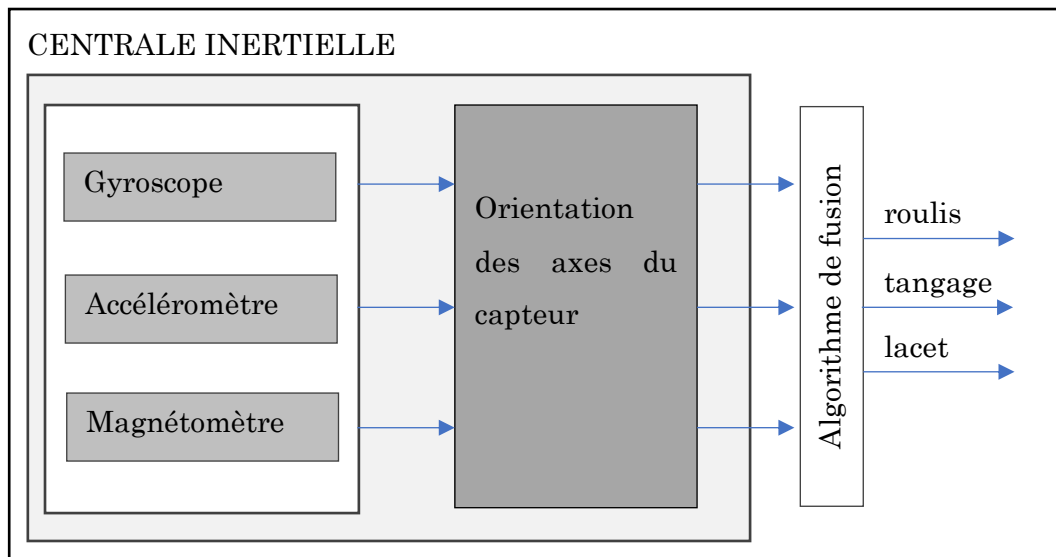 CENTRALE INERTIELLE
Gyroscope
Accéléromètre
Magnétomètre
Orientation
des axes du
capteur
Algorithme de fusion
roulis
tangage
lacet